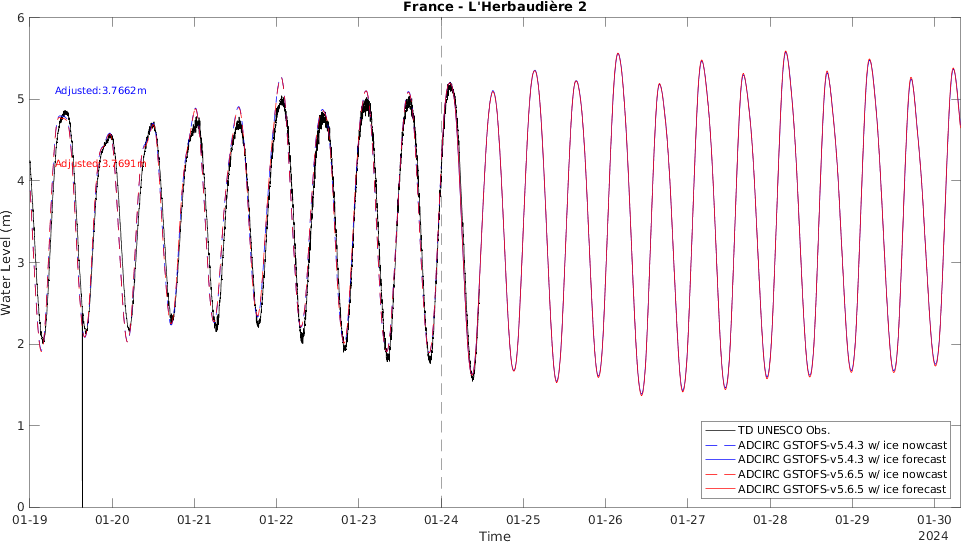 France - L'Herbaudière 2
Water Level (m)
6
5
4
3
2
1
0
Adjusted:3.7662m
Adjusted:3.7691m
TD UNESCO Obs.
ADCIRC GSTOFS-v5.4.3 w/ ice nowcast
ADCIRC GSTOFS-v5.4.3 w/ ice forecast
ADCIRC GSTOFS-v5.6.5 w/ ice nowcast
ADCIRC GSTOFS-v5.6.5 w/ ice forecast
01-19 01-20 01-21 01-22 01-23 01-24 01-25 01-26 01-27 01-28 01-29 01-30
Time
2024